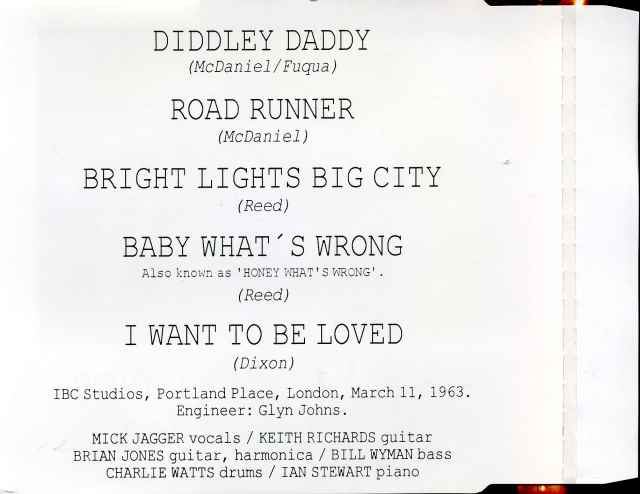 DIDDLEY DADDY
(McDaniel/Fuqua)
ROAD RUNNER
(McDaniel)
BRIGHT LIGHTS BIG CITY
(Reed)
BABY WHAT´S WRONG
Also known as 'HONEY WHAT'S WRONG'.
(Reed)
I WANT TO BE LOVED
(Dixon)
IBC Studios, Portland Place, London, March 11, 1963.
Engineer: Glyn Johns.
MICK JAGGER vocals / KEITH RICHARDS guitar
BRIAN JONES guitar, harmonica / BILL WYMAN bass
CHARLIE WATTS drums / IAN STEWART piano